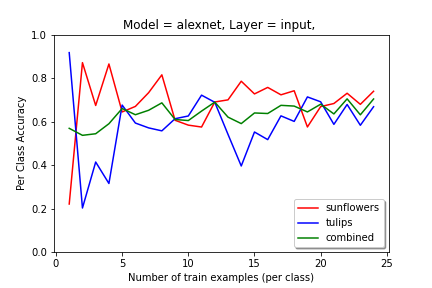 Model = alexnet, Layer = input,
Per Class Accuracy
1.0
0.8
0.6
0.4
0.2
0.0
0 5 10 15 20 25
Number of train examples (per class)
sunflowers
tulips
combined